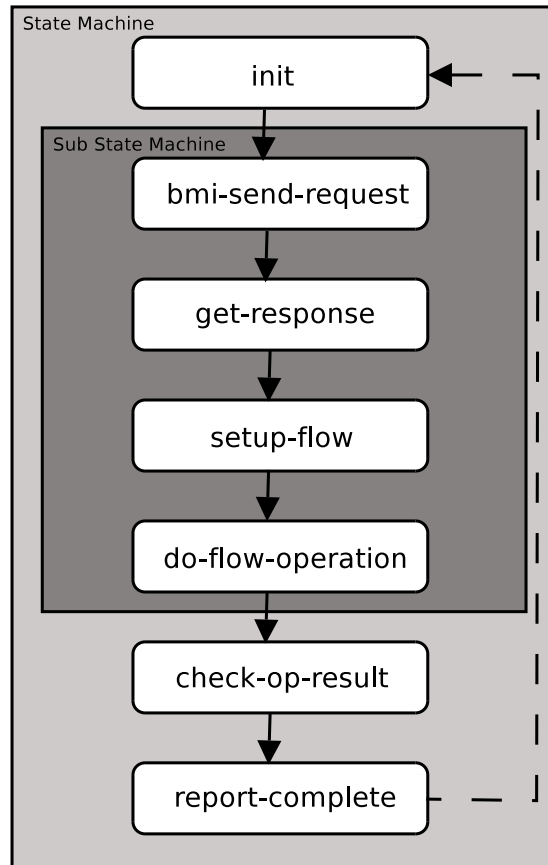 State Machine
init
Sub State Machine
bmi-send-request
get-response
setup-flow
do-flow-operation
check-op-result
report-complete